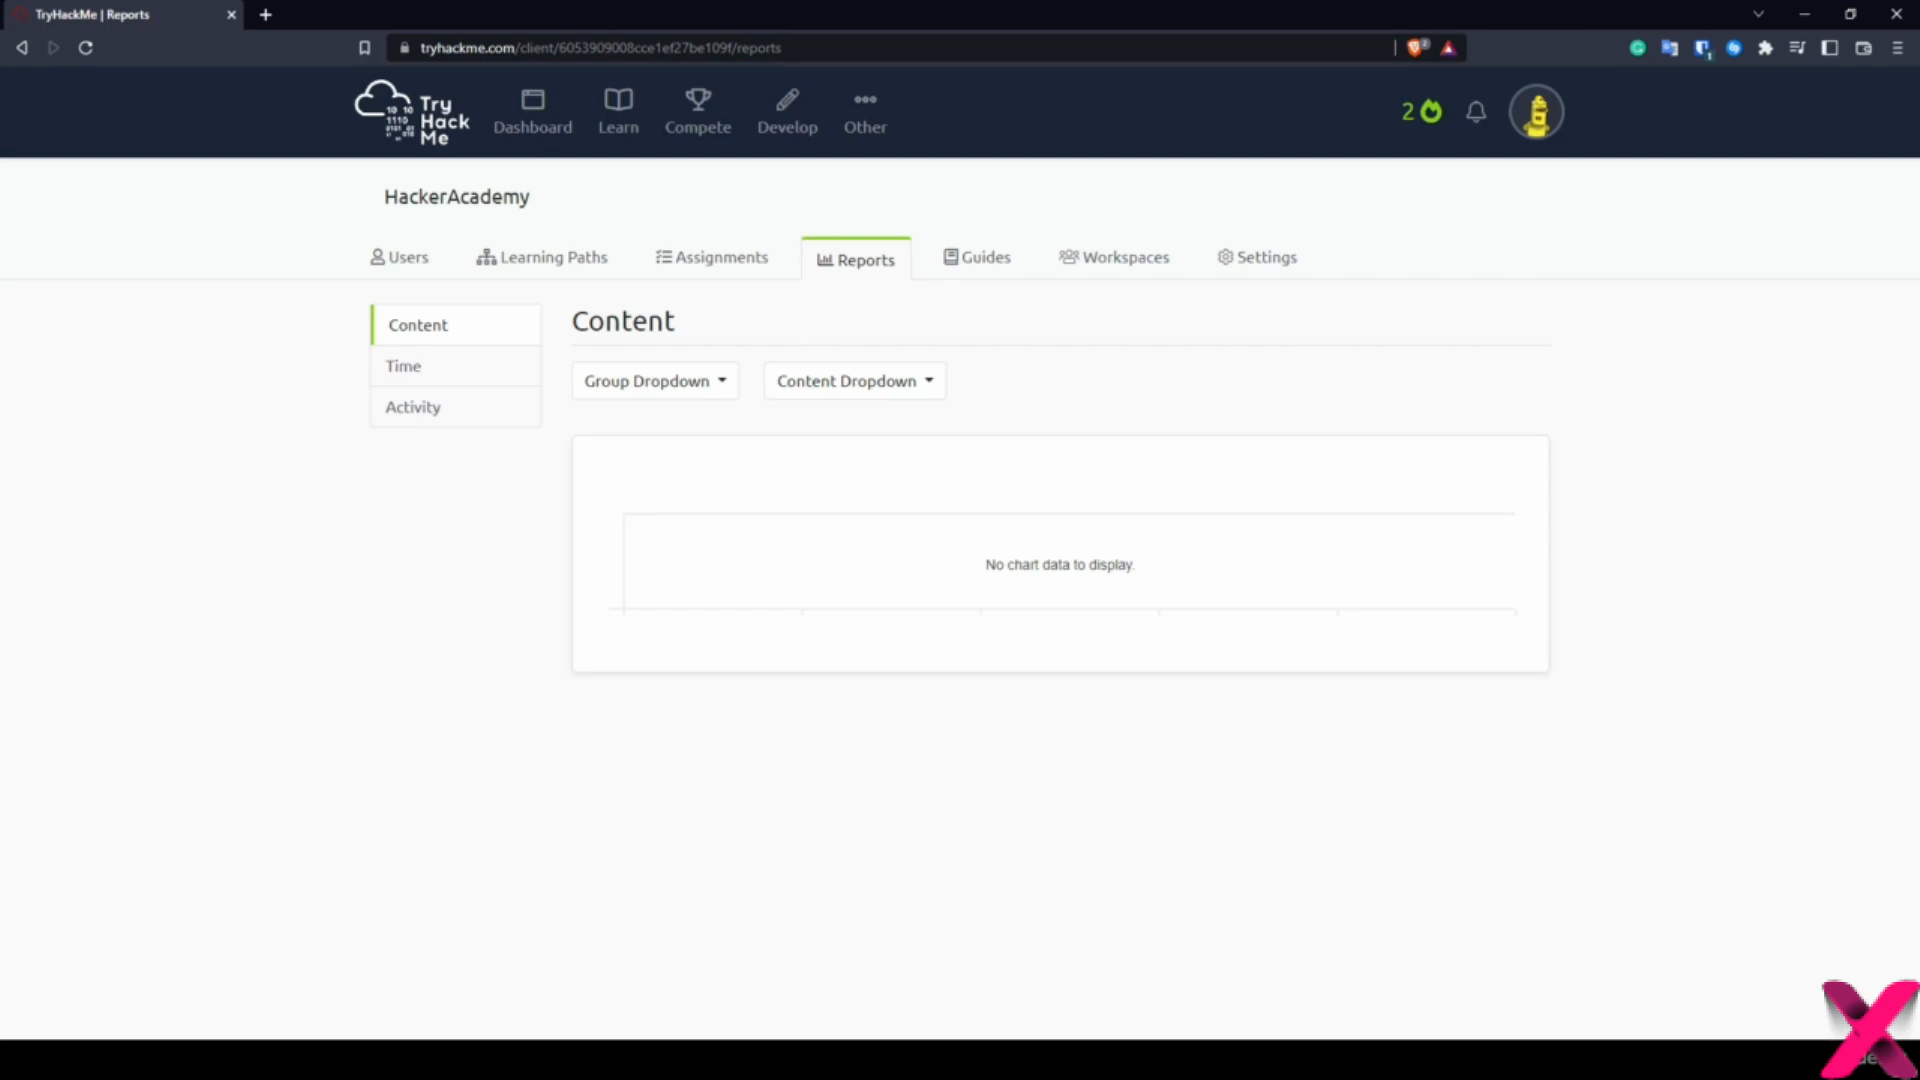 TryHackMe | Reports
tryhackme.com/client/6053909008cce1ef27be109f/reports
Try
Hack
Me
Dashboard
Learn
Compete
Develop
Other
2
HackerAcademy
Users
Learning Paths
Assignments
Reports
Guides
Workspaces
Settings
Content
Time
Activity
Content
Group Dropdown
Content Dropdown
No chart data to display.